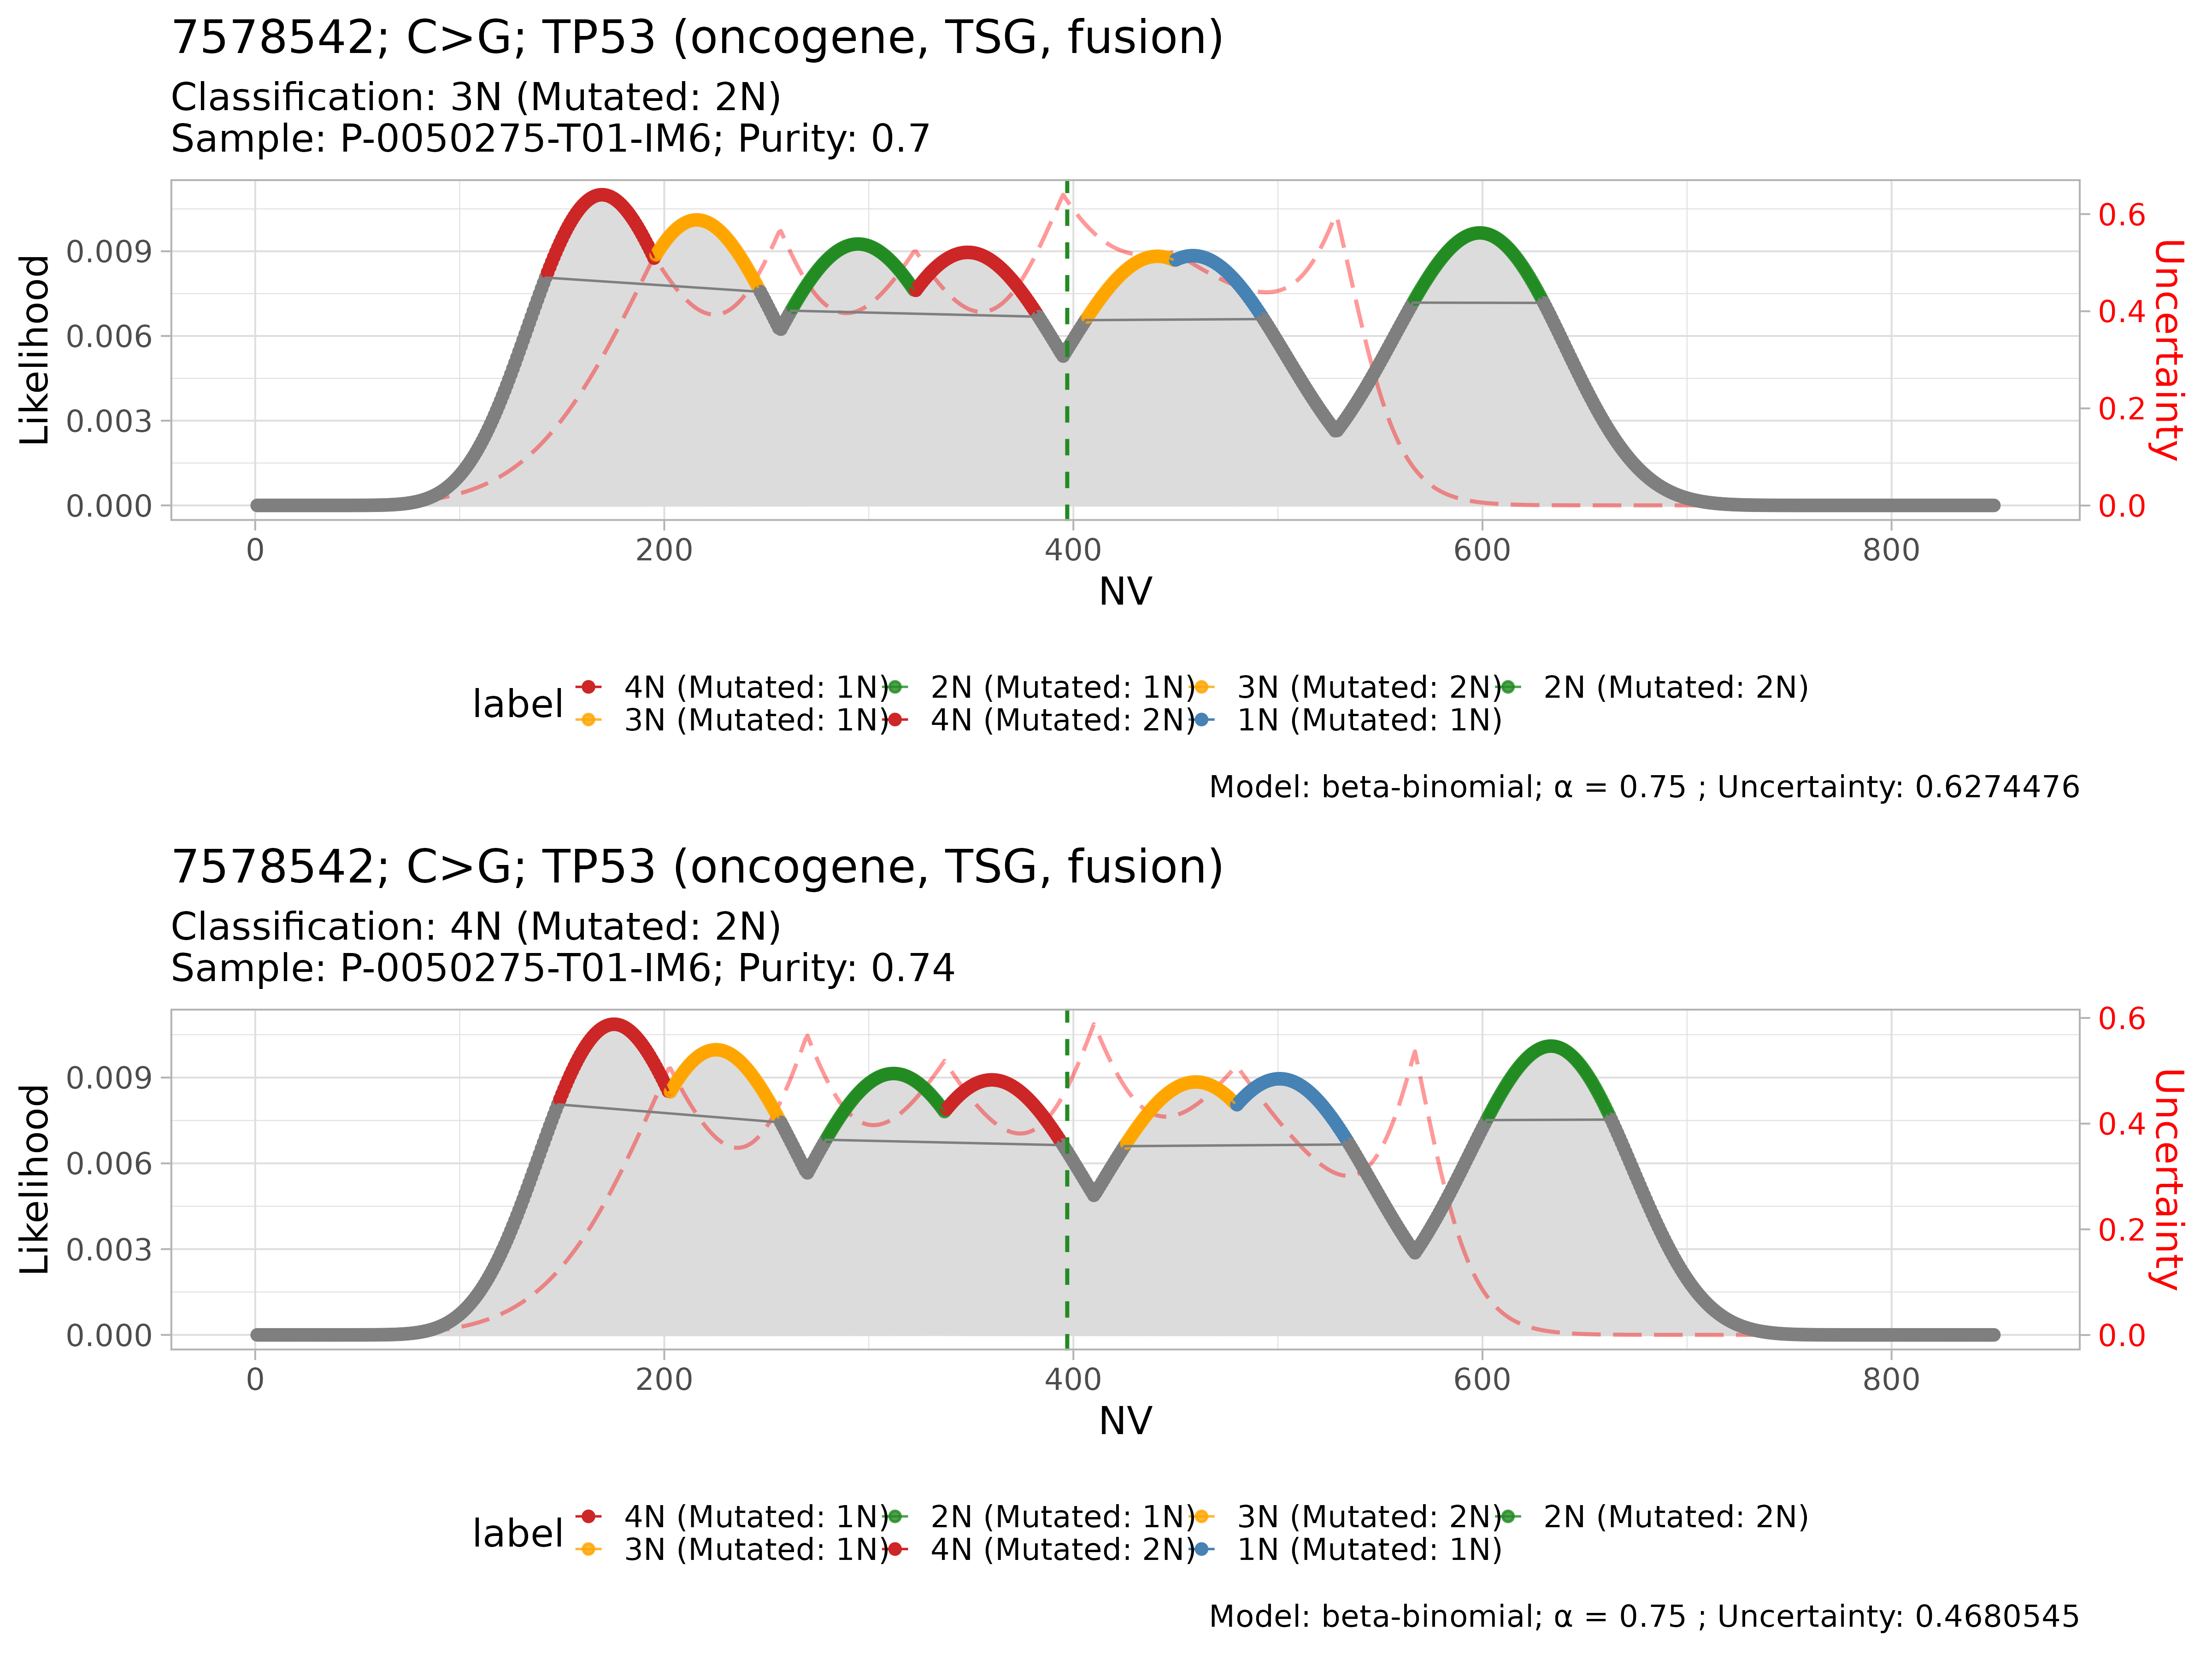 7578542; C>G; TP53 (oncogene, TSG, fusion)
Classification: 3N (Mutated: 2N)
Sample: P-0050275-T01-IM6; Purity: 0.7
Likelihood
0.009
0.006
0.003
0.000
0.6
0.4
0.2
0.0
Uncertainty
0 200 400 600 800
NV
label
4N (Mutated: 1N) 2N (Mutated: 1N) 3N (Mutated: 2N) 2N (Mutated: 2N)
3N (Mutated: 1N) 4N (Mutated: 2N) 1N (Mutated: 1N)
Model: beta-binomial; α = 0.75 ; Uncertainty: 0.6274476
7578542; C>G; TP53 (oncogene, TSG, fusion)
Classification: 4N (Mutated: 2N)
Sample: P-0050275-T01-IM6; Purity: 0.74
Likelihood
0.009
0.006
0.003
0.000
0.6
0.4
0.2
0.0
Uncertainty
0 200 400 600 800
NV
label
4N (Mutated: 1N) 2N (Mutated: 1N) 3N (Mutated: 2N) 2N (Mutated: 2N)
3N (Mutated: 1N) 4N (Mutated: 2N) 1N (Mutated: 1N)
Model: beta-binomial; α = 0.75 ; Uncertainty: 0.4680545